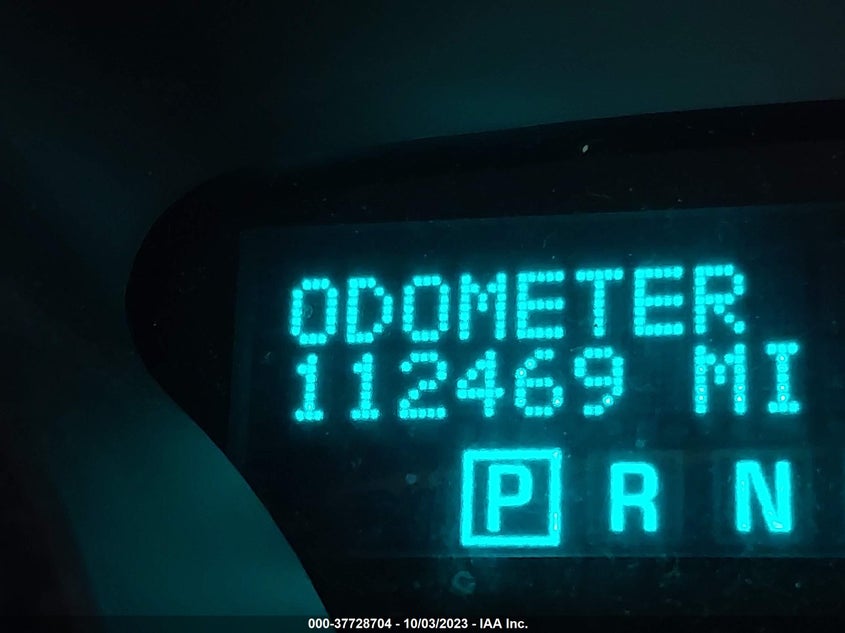 ODOMETER
112469 MI
P R N
000-37728704 - 10/03/2023 - IAA Inc.